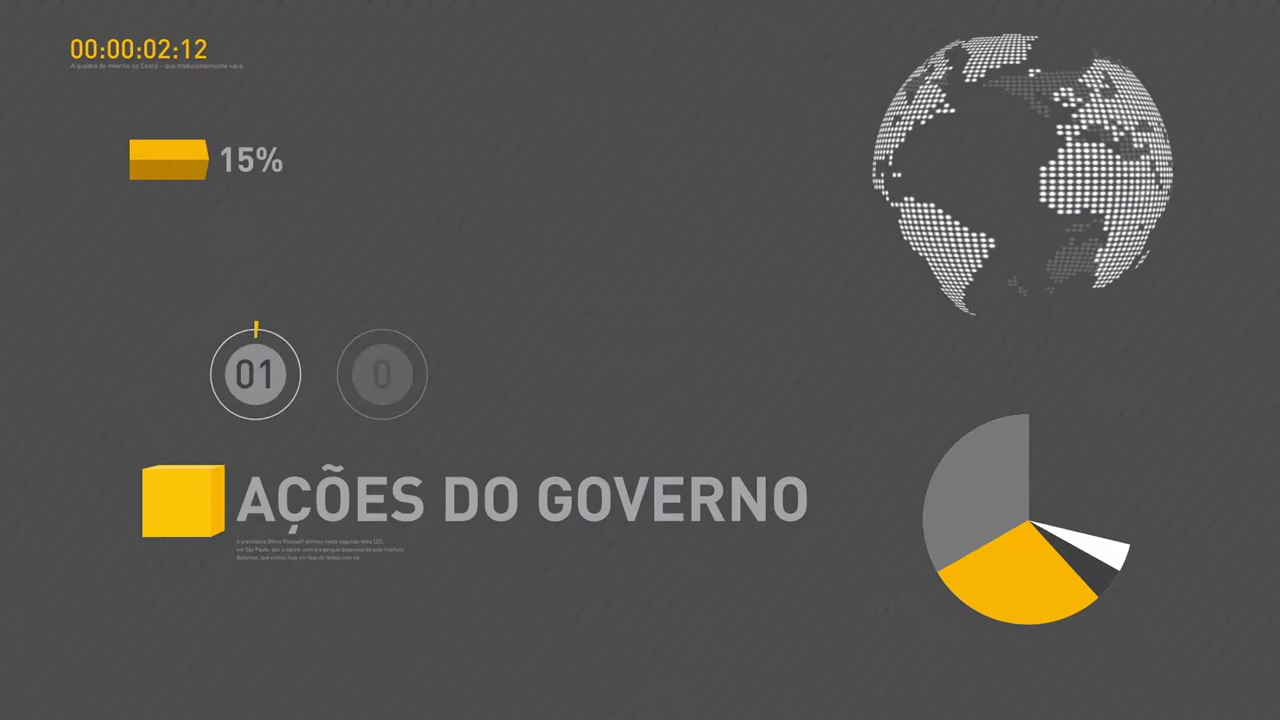 00:00:02:12
A quadra de inverno no Ceará – que tradicionalmente vai d
15%
01
0
AÇÕES DO GOVERNO
A presidenta Dilma Rousseff afirmou nesta segunda-feira (22),
em São Paulo, que a vacina contra a dengue desenvolvida pelo Instituto
Butantan, que entrou hoje em fase de testes com